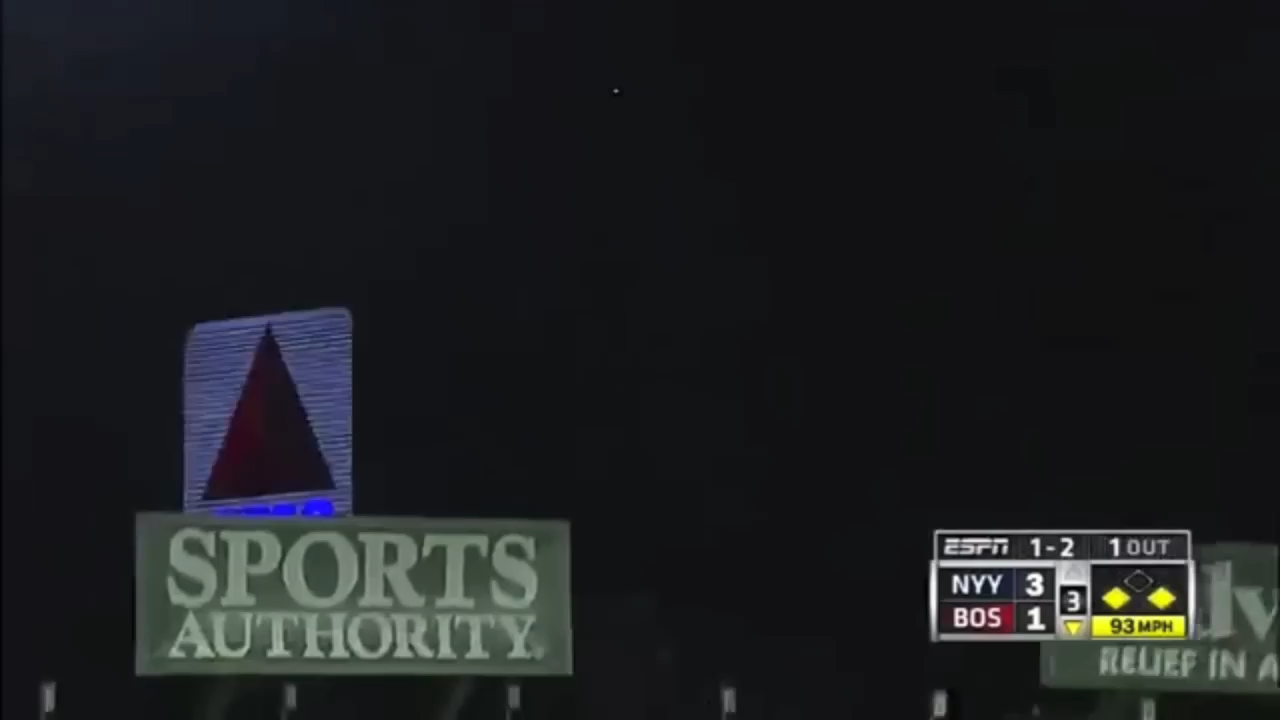 SPORTS
AUTHORITY.
ESPN 1-2 1 OUT
NYY 3
BOS 1
3
93 MPH
RELIEF IN A